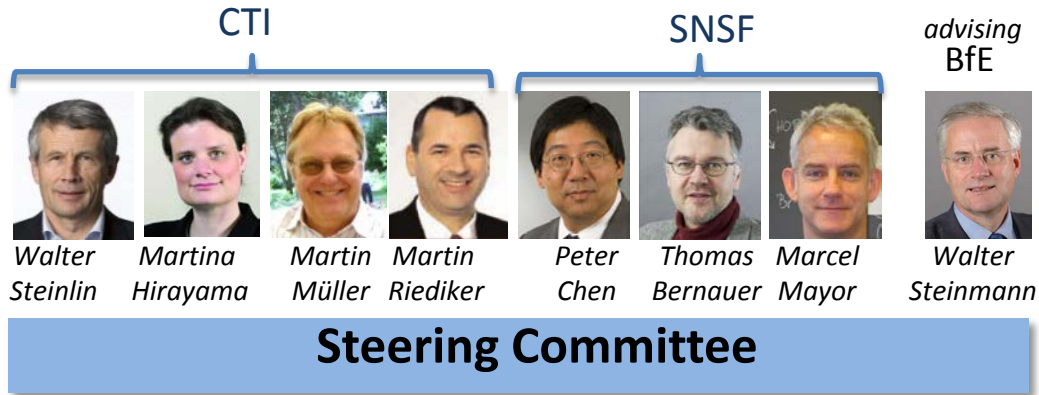 CTI
SNSF
advising
BfE
Walter Martina Martin Martin Peter Thomas Marcel Walter
Steinlin Hirayama Müller Riediker Chen Bernauer Mayor Steinmann
Steering Committee